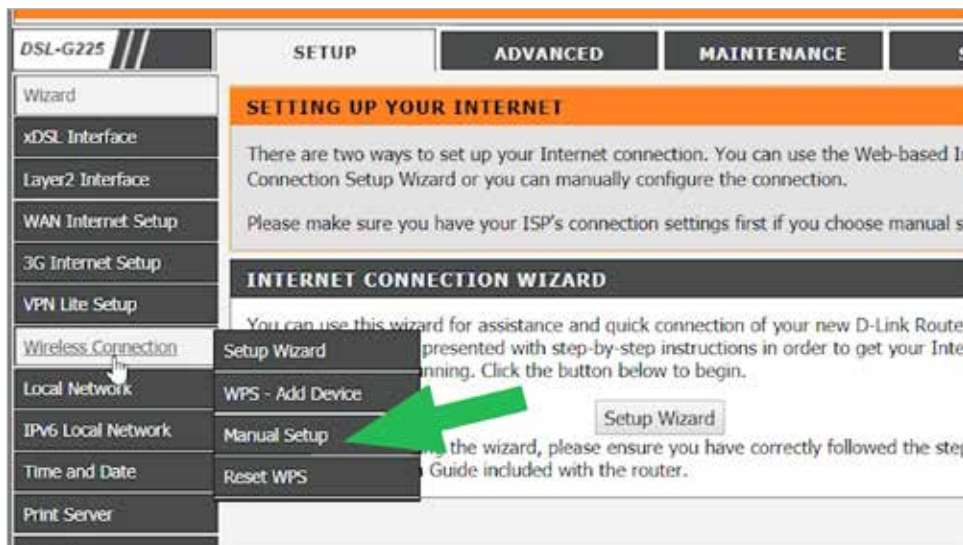 DSL-G225
SETUP
ADVANCED
MAINTENANCE
Wizard
xDSL Interface
Layer2 Interface
WAN Internet Setup
3G Internet Setup
VPN Lite Setup
Wireless Connection
Local Network
IPv6 Local Network
Time and Date
Print Server
Setup Wizard
WPS - Add Device
Manual Setup
Reset WPS
SETTING UP YOUR INTERNET
There are two ways to set up your Internet connection. You can use the Web-based
Connection Setup Wizard or you can manually configure the connection.
Please make sure you have your ISP's connection settings first if you choose manual
INTERNET CONNECTION WIZARD
You can use this wizard for assistance and quick connection of your new D-Link
presented with step-by-step instructions in order to get your
Click the button below to begin.
Setup Wizard
the wizard, please ensure you have correctly followed the
Guide included with the router.